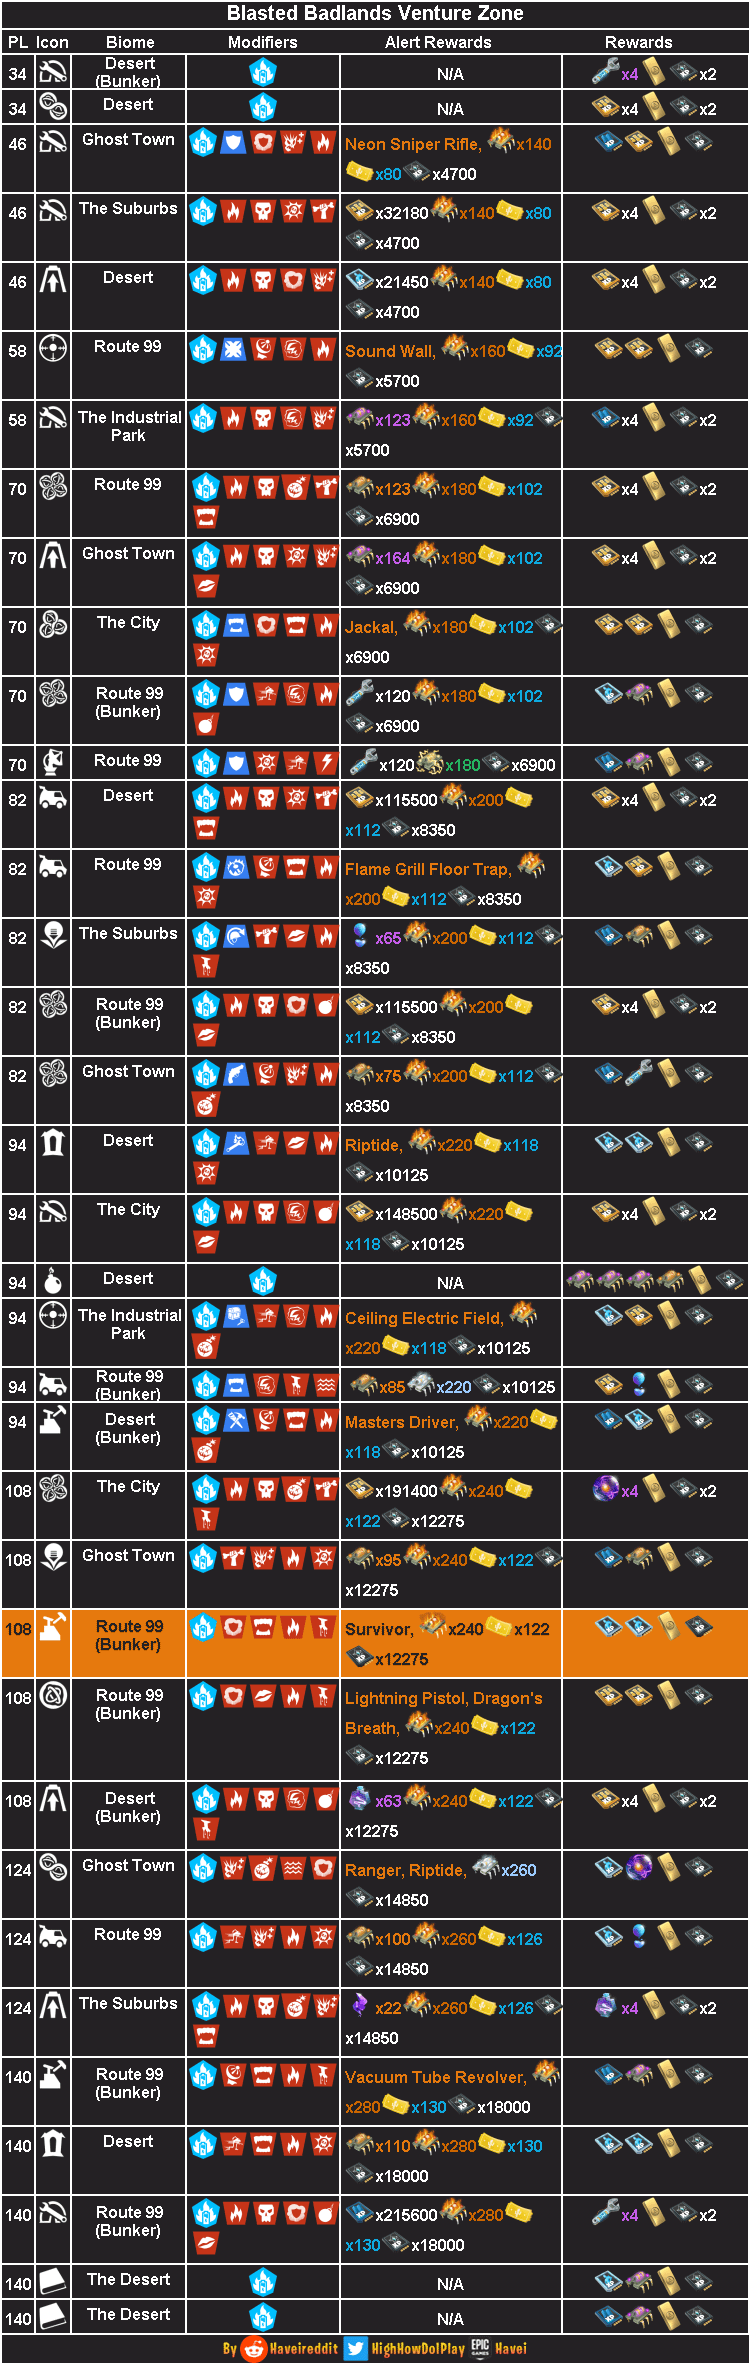 Blasted Badlands Venture Zone
PL Icon Biome Modifiers Alert Rewards Rewards
34 Desert (Bunker) N/A x4 x2
34 Desert N/A x4 x2
46 Ghost Town Neon Sniper Rifle, x140
x80 x4700
46 The Suburbs x32180 x140 x80 x4 x2
x4700
46 Desert x21450 x140 x80 x4 x2
x4700
58 Route 99 Sound Wall, x160 x92
x5700
58 The Industrial Park x123 x160 x92 x4 x2
x5700
70 Route 99 x123 x180 x102 x4 x2
x6900
70 Ghost Town x164 x180 x102 x4 x2
x6900
70 The City Jackal, x180 x102
x6900
70 Route 99 (Bunker) x120 x180 x102
x6900
70 Route 99 x120 x180 x6900
82 Desert x115500 x200 x4 x2
x112 x8350
82 Route 99 Flame Grill Floor Trap,
x200 x112 x8350
82 The Suburbs x65 x200 x112
x8350
82 Route 99 (Bunker) x115500 x200 x4 x2
x112 x8350
82 Ghost Town x75 x200 x112
x8350
94 Desert Riptide, x220 x118
x10125
94 The City x148500 x220 x4 x2
x118 x10125
94 Desert N/A
94 The Industrial Park Ceiling Electric Field,
x220 x118 x10125
94 Route 99 (Bunker) x85 x220 x10125
94 Desert (Bunker) Masters Driver, x220
x118 x10125
108 The City x191400 x240 x4 x2
x122 x12275
108 Ghost Town x95 x240 x122
x12275
108 Route 99 (Bunker) Survivor, x240 x122
x12275
108 Route 99 (Bunker) Lightning Pistol, Dragon's
Breath, x240 x122
x12275
108 Desert (Bunker) x63 x240 x122 x4 x2
x12275
124 Ghost Town Ranger, Riptide, x260
x14850
124 Route 99 x100 x260 x126
x14850
124 The Suburbs x22 x260 x126 x4 x2
x14850
140 Route 99 (Bunker) Vacuum Tube Revolver,
x280 x130 x18000
140 Desert x110 x280 x130
x18000
140 Route 99 (Bunker) x215600 x280 x4 x2
x130 x18000
140 The Desert N/A
140 The Desert N/A
By Haveireddit HighHowDoIPlay EPIC GAMES Havei